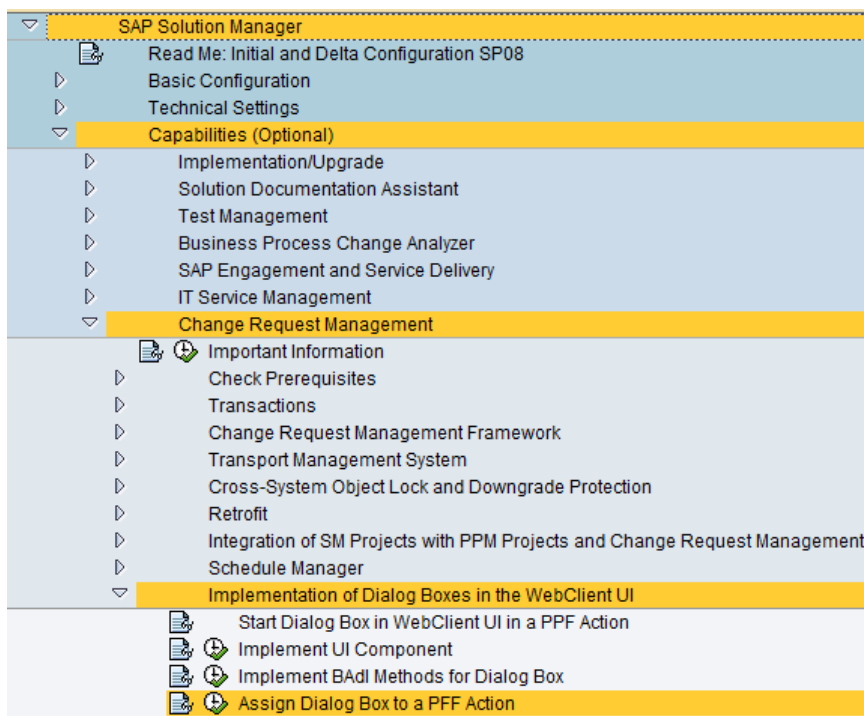 SAP Solution Manager
Read Me: Initial and Delta Configuration SP08
Basic Configuration
Technical Settings
Capabilities (Optional)
Implementation/Upgrade
Solution Documentation Assistant
Test Management
Business Process Change Analyzer
SAP Engagement and Service Delivery
IT Service Management
Change Request Management
Important Information
Check Prerequisites
Transactions
Change Request Management Framework
Transport Management System
Cross-System Object Lock and Downgrade Protection
Retrofit
Integration of SM Projects with PPM Projects and Change Request Management
Schedule Manager
Implementation of Dialog Boxes in the WebClient UI
Start Dialog Box in WebClient UI in a PPF Action
Implement UI Component
Implement BAdI Methods for Dialog Box
Assign Dialog Box to a PFF Action